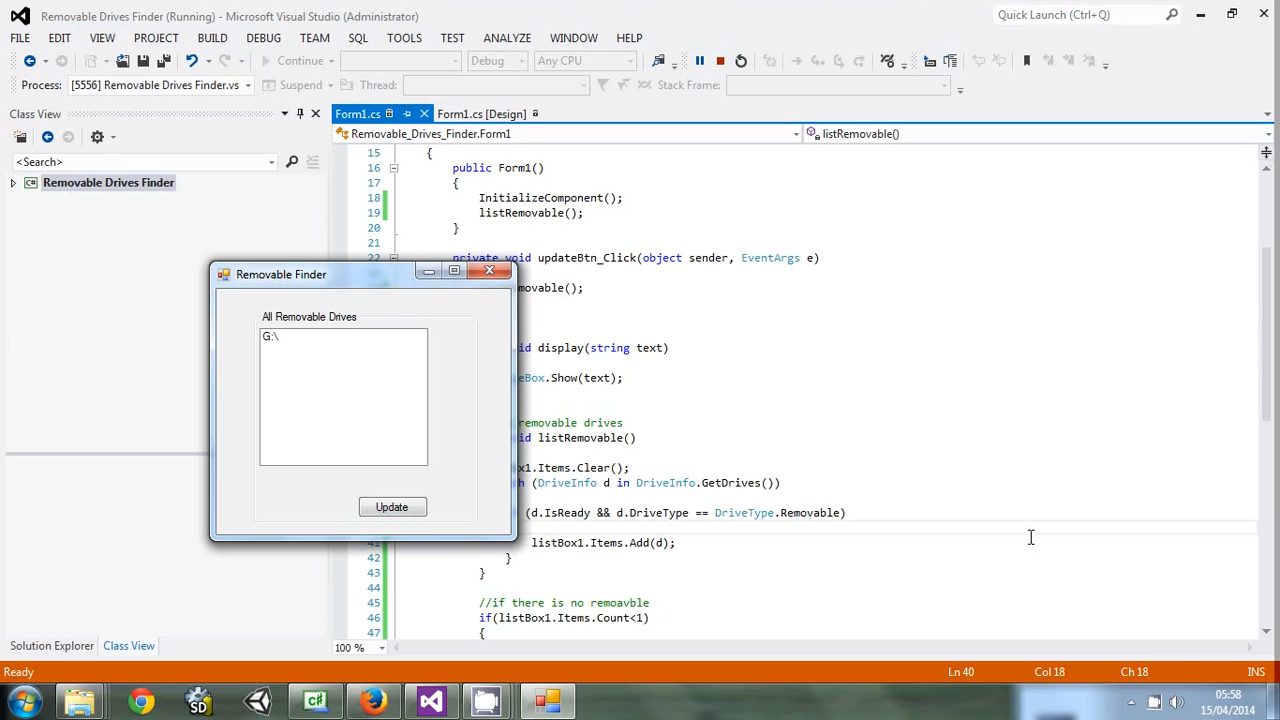 Removable Drives Finder (Running) - Microsoft Visual Studio (Administrator)
Quick Launch (Ctrl+Q)
FILE EDIT VIEW PROJECT BUILD DEBUG TEAM SQL TOOLS TEST ANALYZE WINDOW HELP
Continue Debug Any CPU
Process: [5556] Removable Drives Finder.vs Suspend Thread: Stack Frame:
Class View
Form1.cs Form1.cs [Design]
Removable_Drives_Finder.Form1 listRemovable()
<Search>
Removable Drives Finder
15 {
16 public Form1()
17 {
18 InitializeComponent();
19 listRemovable();
20 }
21
22 private void updateBtn_Click(object sender, EventArgs e)
ovable();
id display(string text)
eBox.Show(text);
removable drives
id listRemovable()
x1.Items.Clear();
h (DriveInfo d in DriveInfo.GetDrives())
(d.IsReady && d.DriveType == DriveType.Removable)
41 listBox1.Items.Add(d);
42 }
43 }
44
45 //if there is no remoavble
46 if(listBox1.Items.Count<1)
47 {
Removable Finder
All Removable Drives
G:\
Update
Solution Explorer Class View
100 %
Ready Ln 40 Col 18 Ch 18 INS
SD
C#
05:58
15/04/2014